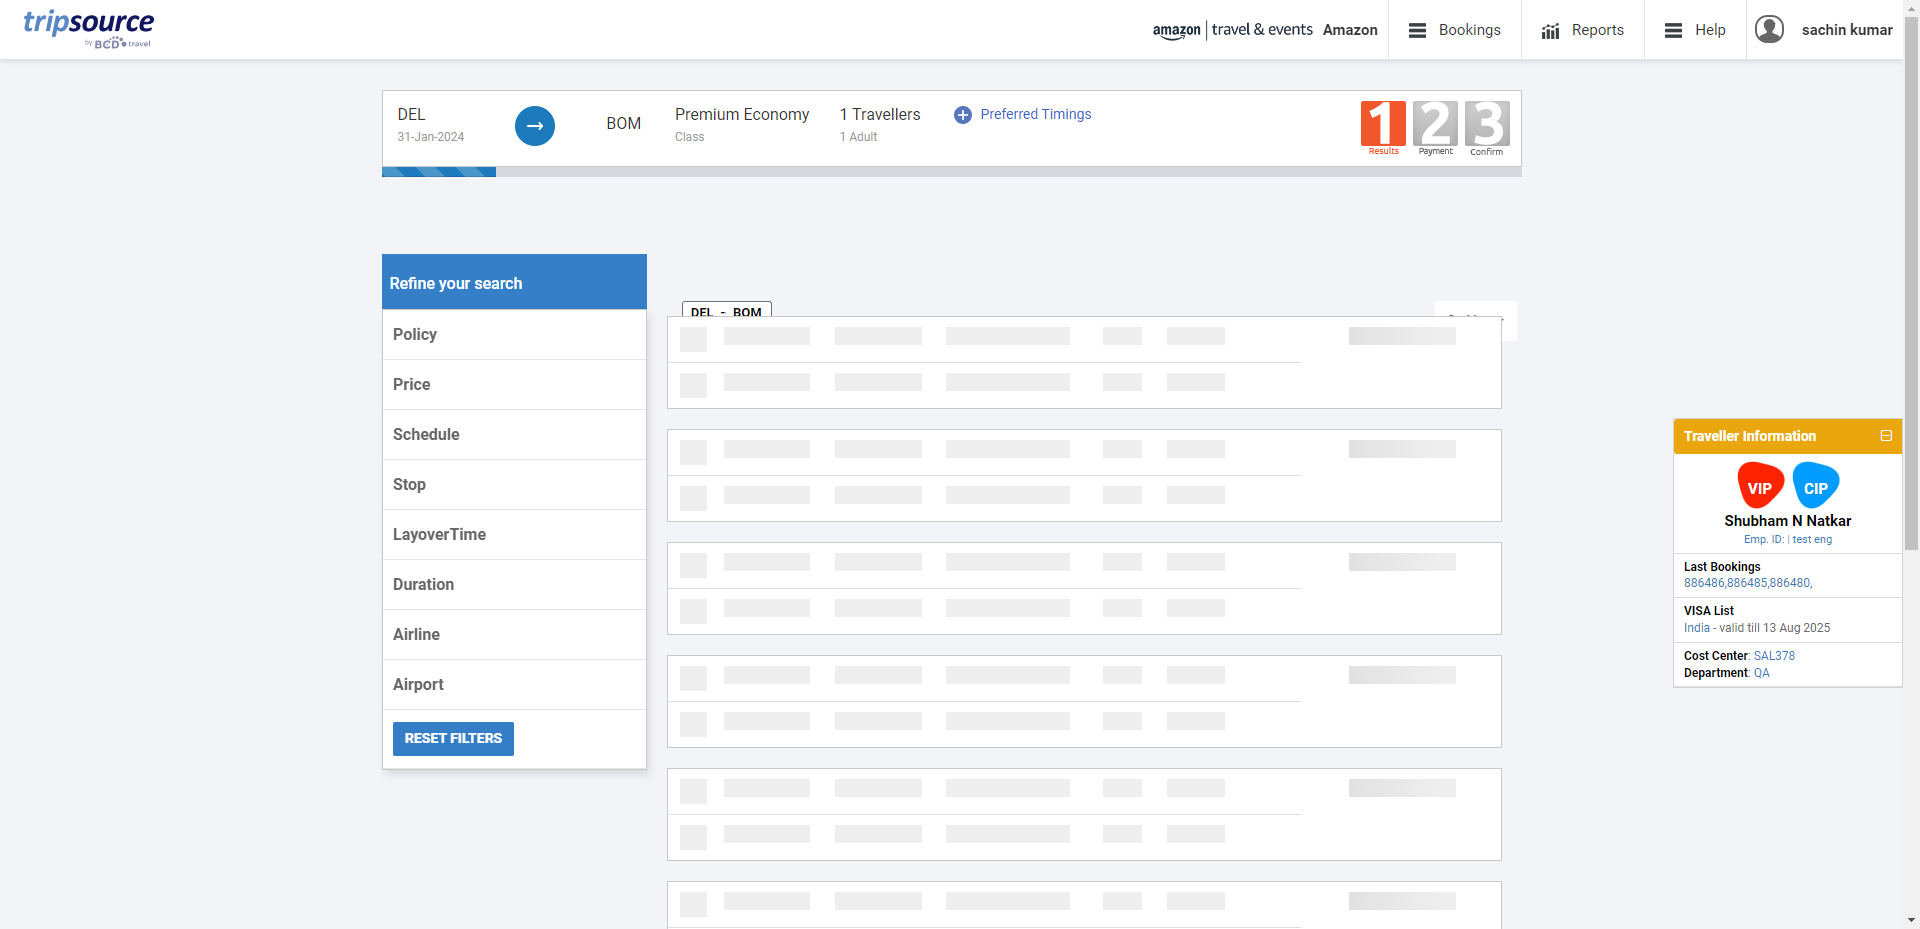 tripsource
by BCD travel
amazon | travel & events Amazon
Bookings
Reports
Help
sachin kumar
DEL
31-Jan-2024
BOM
Premium Economy
Class
1 Travellers
1 Adult
Preferred Timings
1 2 3
Results Payment Confirm
Refine your search
Policy
Price
Schedule
Stop
LayoverTime
Duration
Airline
Airport
RESET FILTERS
DEL - BOM
Traveller Information
VIP CIP
Shubham N Natkar
Emp. ID: | test eng
Last Bookings
886486,886485,886480,
VISA List
India - valid till 13 Aug 2025
Cost Center: SAL378
Department: QA